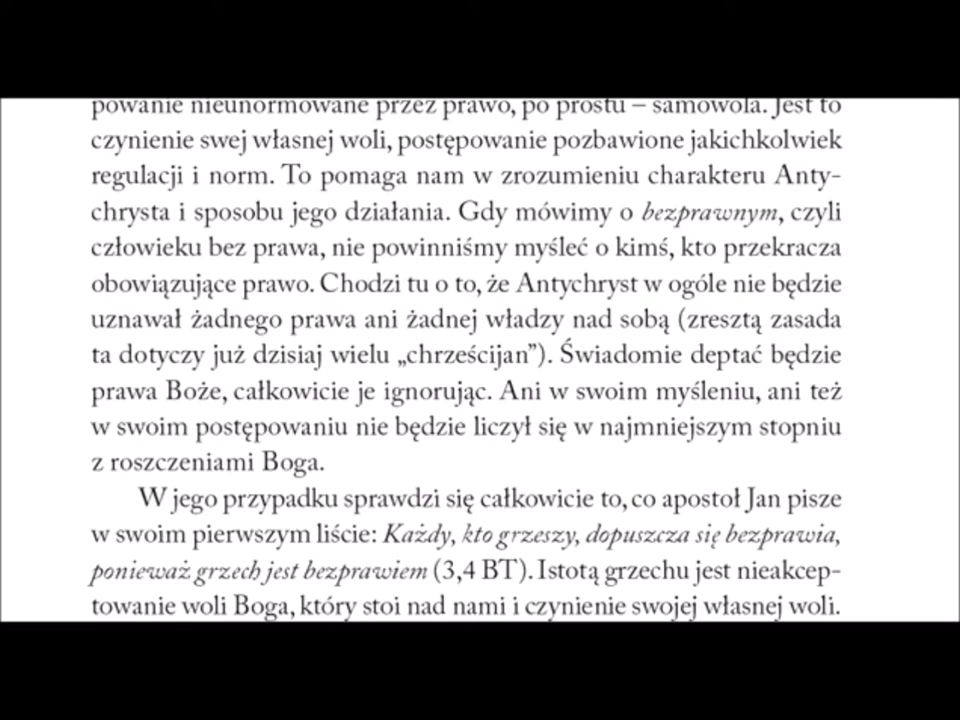 powanie nieunormowane przez prawo, po prostu – samowola. Jest to
czynienie swej własnej woli, postępowanie pozbawione jakichkolwiek
regulacji i norm. To pomaga nam w zrozumieniu charakteru Anty-
chrysta i sposobu jego działania. Gdy mówimy o bezprawnym, czyli
człowieku bez prawa, nie powinniśmy myśleć o kimś, kto przekracza
obowiązujące prawo. Chodzi tu o to, że Antychryst w ogóle nie będzie
uznawał żadnego prawa ani żadnej władzy nad sobą (zresztą zasada
ta dotyczy już dzisiaj wielu „chrześcijan”). Świadomie deptać będzie
prawa Boże, całkowicie je ignorując. Ani w swoim myśleniu, ani też
w swoim postępowaniu nie będzie liczył się w najmniejszym stopniu
z roszczeniami Boga.
W jego przypadku sprawdzi się całkowicie to, co apostoł Jan pisze
w swoim pierwszym liście: Każdy, kto grzeszy, dopuszcza się bezprawia,
ponieważ grzech jest bezprawiem (3,4 BT). Istotą grzechu jest nieakcep-
towanie woli Boga, który stoi nad nami i czynienie swojej własnej woli.